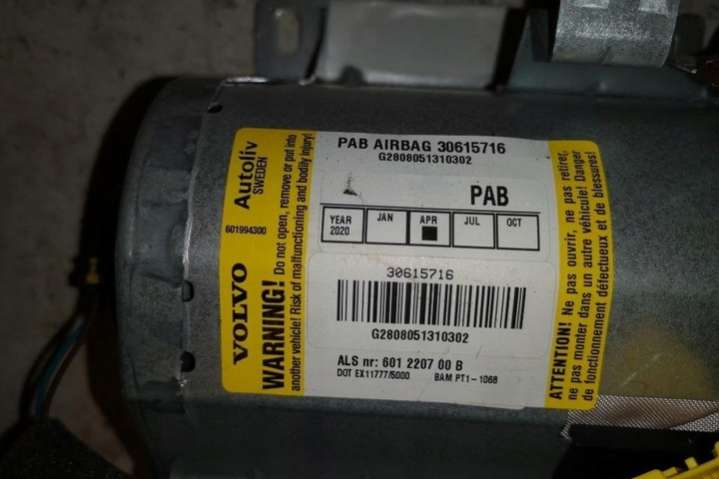 PAB AIRBAG 30615716
G2808051310302
PAB
YEAR 2020
JAN
APR
JUL
OCT
30615716
G2808051310302
ALS nr: 601 2207 00 B
DOT EX11777/5000 BAM PT1-1068
Autoliv
SWEDEN
601994300
VOLVO
WARNING! Do not open, remove or put into
another vehicle! Risk of malfunctioning and bodily injury!
ATTENTION! Ne pas ouvrir, ne pas retirer,
ne pas monter dans un autre véhicule! Danger
de fonctionnement défectueux et de blessures!